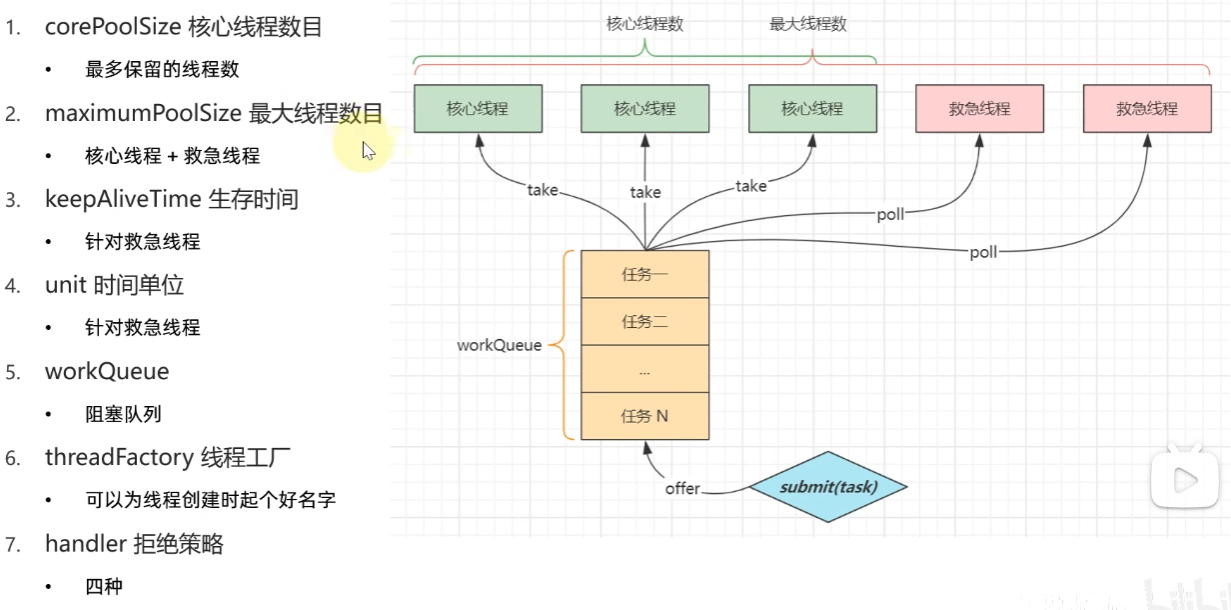 1. corePoolSize 核心线程数目
• 最多保留的线程数
2. maximumPoolSize 最大线程数目
• 核心线程 + 救急线程
3. keepAliveTime 生存时间
• 针对救急线程
4. unit 时间单位
• 针对救急线程
5. workQueue
• 阻塞队列
6. threadFactory 线程工厂
• 可以为线程创建时起个好名字
7. handler 拒绝策略
• 四种
核心线程数
最大线程数
核心线程
核心线程
核心线程
救急线程
救急线程
take
take
take
poll
poll
workQueue
任务一
任务二
...
任务 N
offer
submit(task)